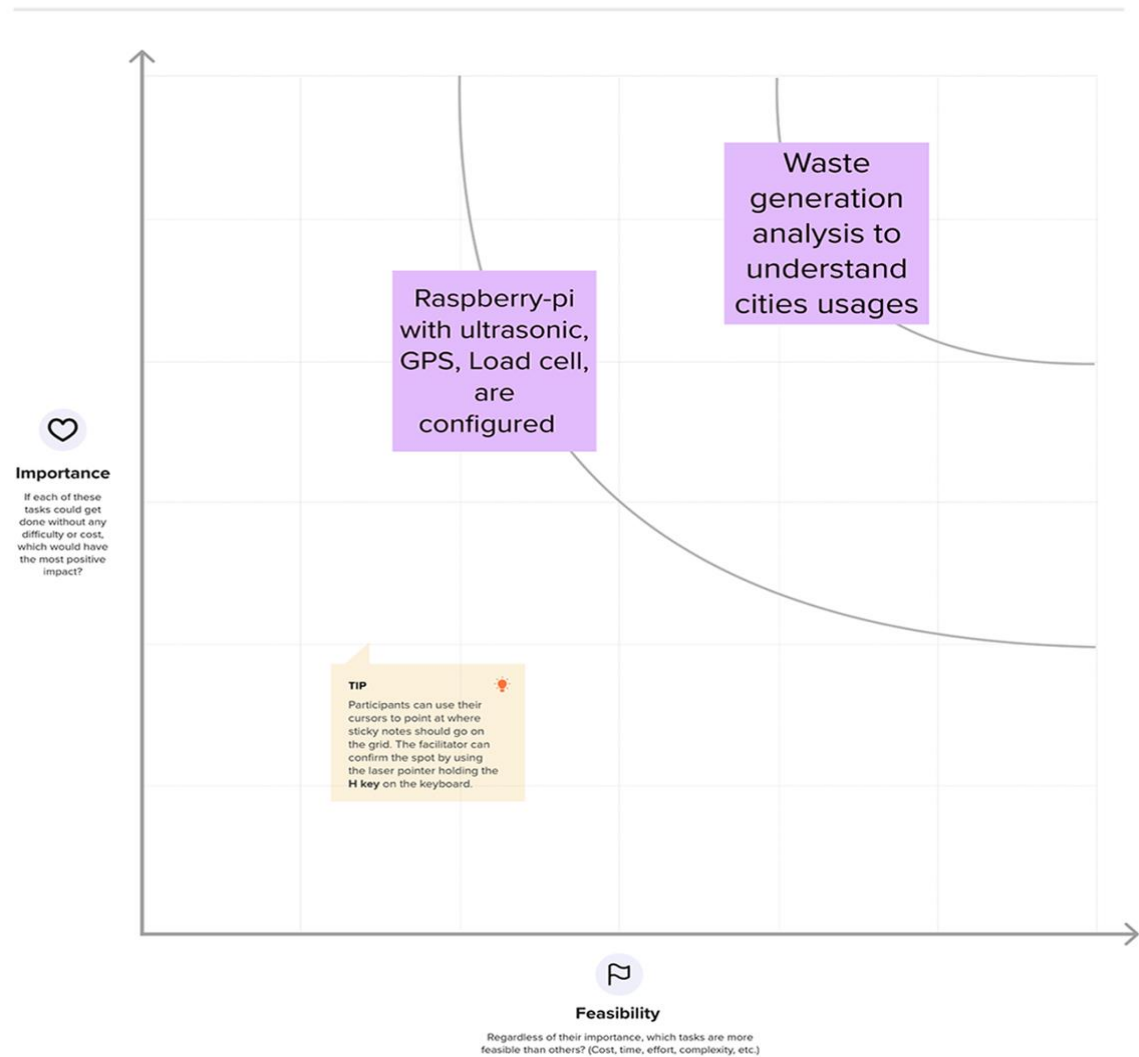 Waste
generation
analysis to
understand
cities usages
Raspberry-pi
with ultrasonic,
GPS, Load cell,
are
configured
Importance
If each of these
tasks could get
done without any
difficulty or cost,
which would have
the most positive
impact?
TIP
Participants can use their
cursors to point at where
sticky notes should go on
the grid. The facilitator can
confirm the spot by using
the laser pointer holding the
H key on the keyboard.
Feasibility
Regardless of their importance, which tasks are more
feasible than others? (Cost, time, effort, complexity, etc.)